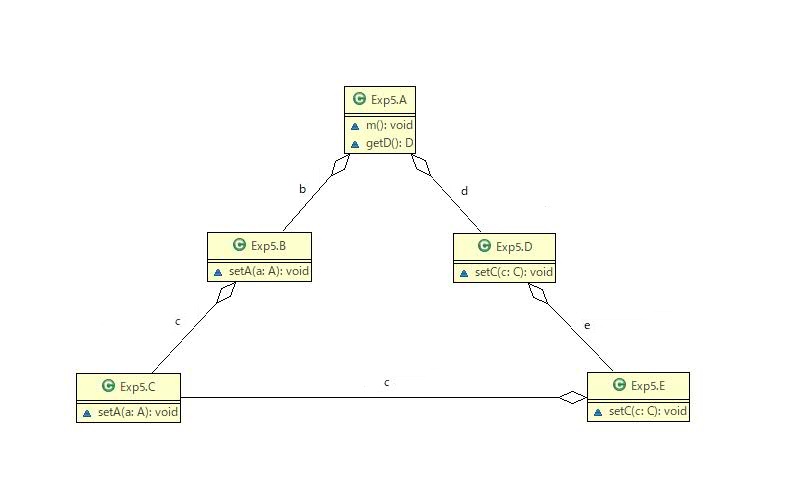 C Exp5.A
m(): void
getD(): D
b
d
C Exp5.B
setA(a: A): void
C Exp5.D
setC(c: C): void
c
e
C Exp5.C
setA(a: A): void
c
C Exp5.E
setC(c: C): void